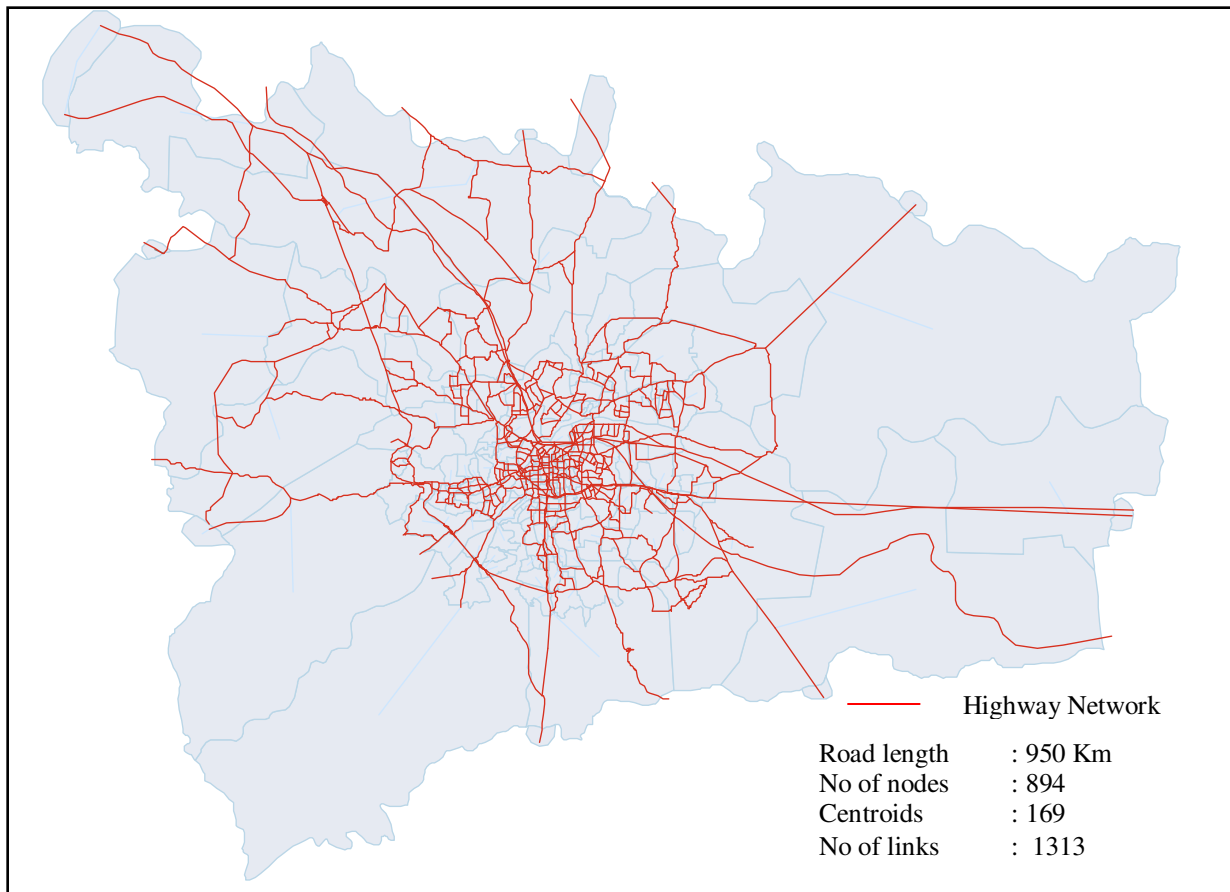 Highway Network
Road length : 950 Km
No of nodes : 894
Centroids : 169
No of links : 1313